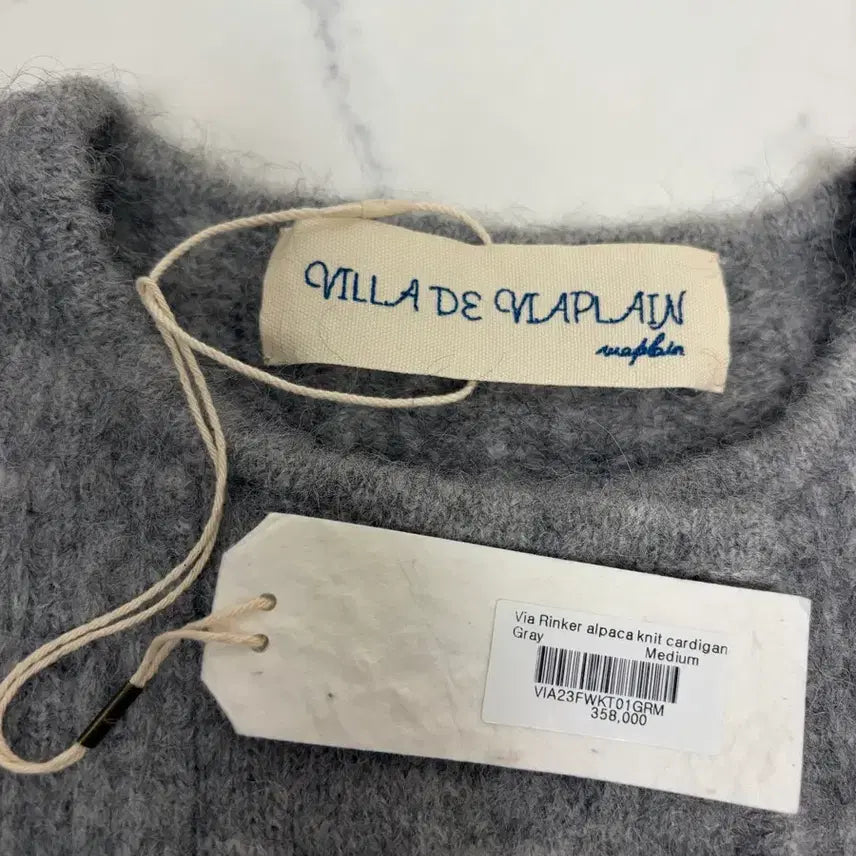 VILLA DE VIAPLAIN
viaplain
Via Rinker alpaca knit cardigan
Gray
Medium
VIA23FWKT01GRM
358,000